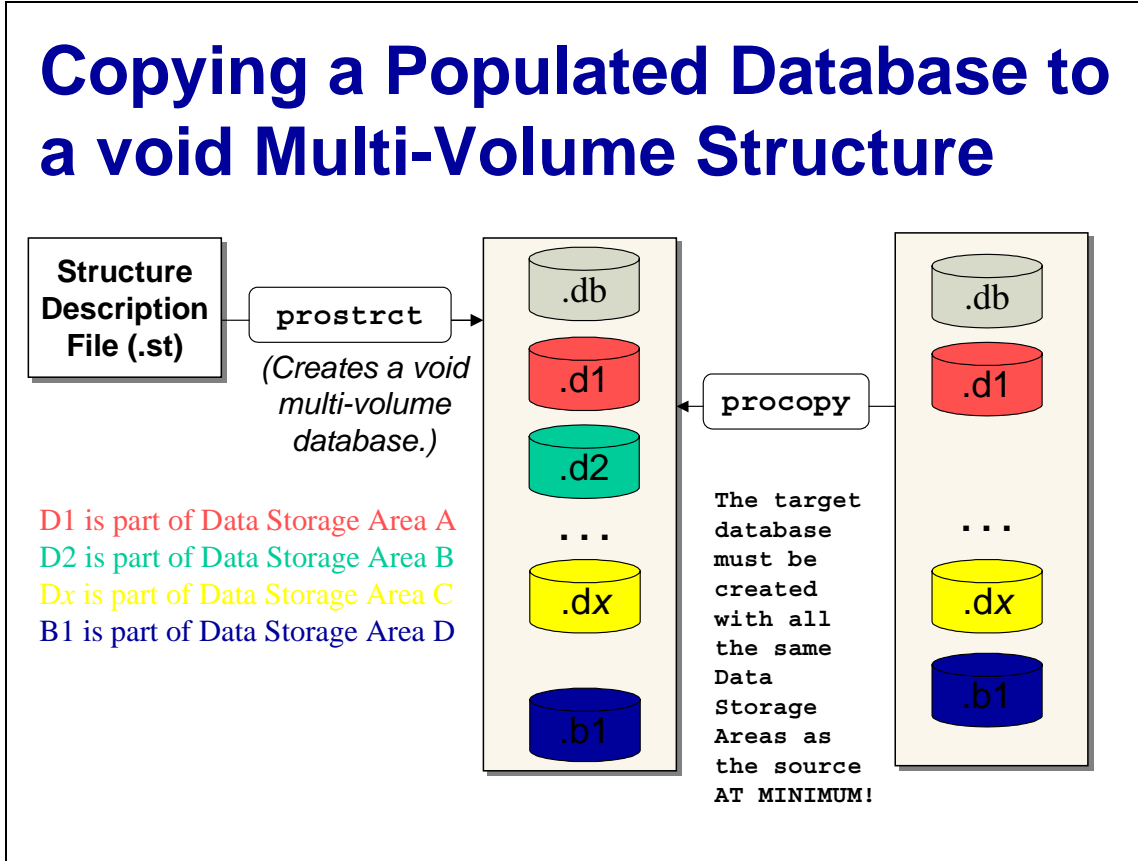 Copying a Populated Database to
a void Multi-Volume Structure
Structure
Description
File (.st)
prostrct
(Creates a void
multi-volume
database.)
D1 is part of Data Storage Area A
D2 is part of Data Storage Area B
Dx is part of Data Storage Area C
B1 is part of Data Storage Area D
.db
.d1
.d2
...
.dx
.b1
procopy
The target
database
must be
created
with all
the same
Data
Storage
Areas as
the source
AT MINIMUM!
.db
.d1
...
.dx
.b1